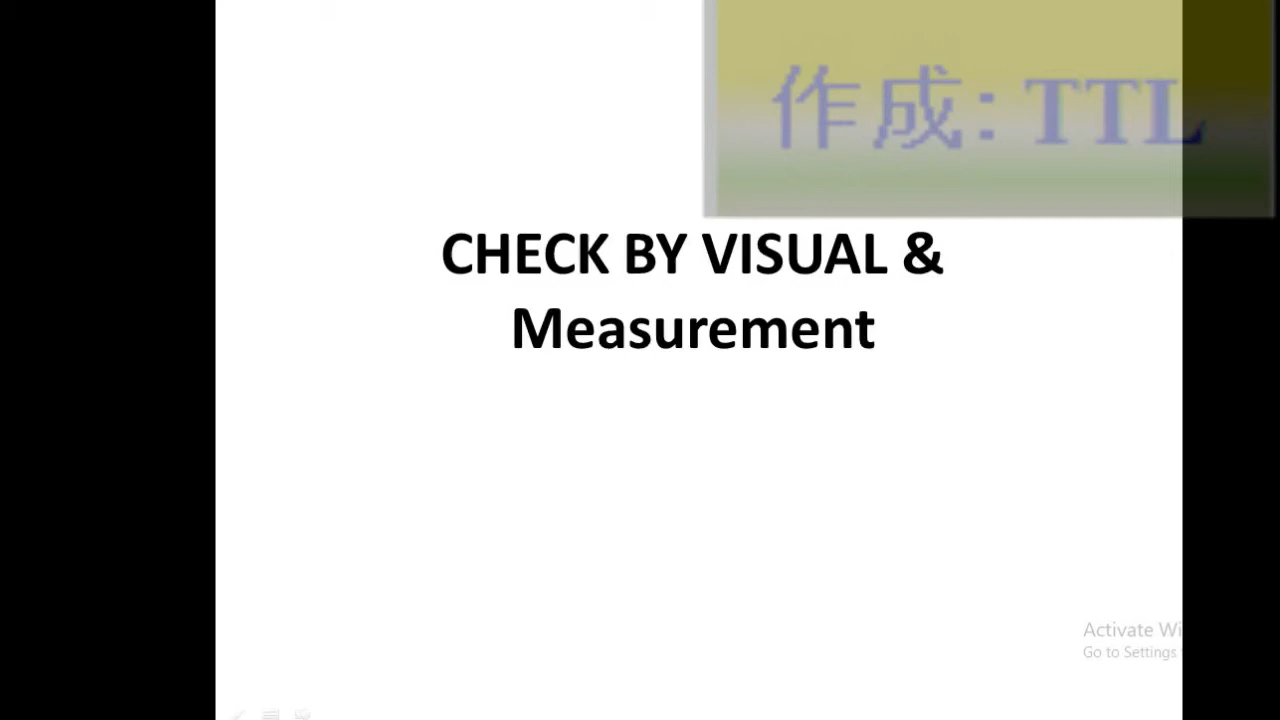 作成: TTL
CHECK BY VISUAL &
Measurement
Activate Wi
Go to Settings